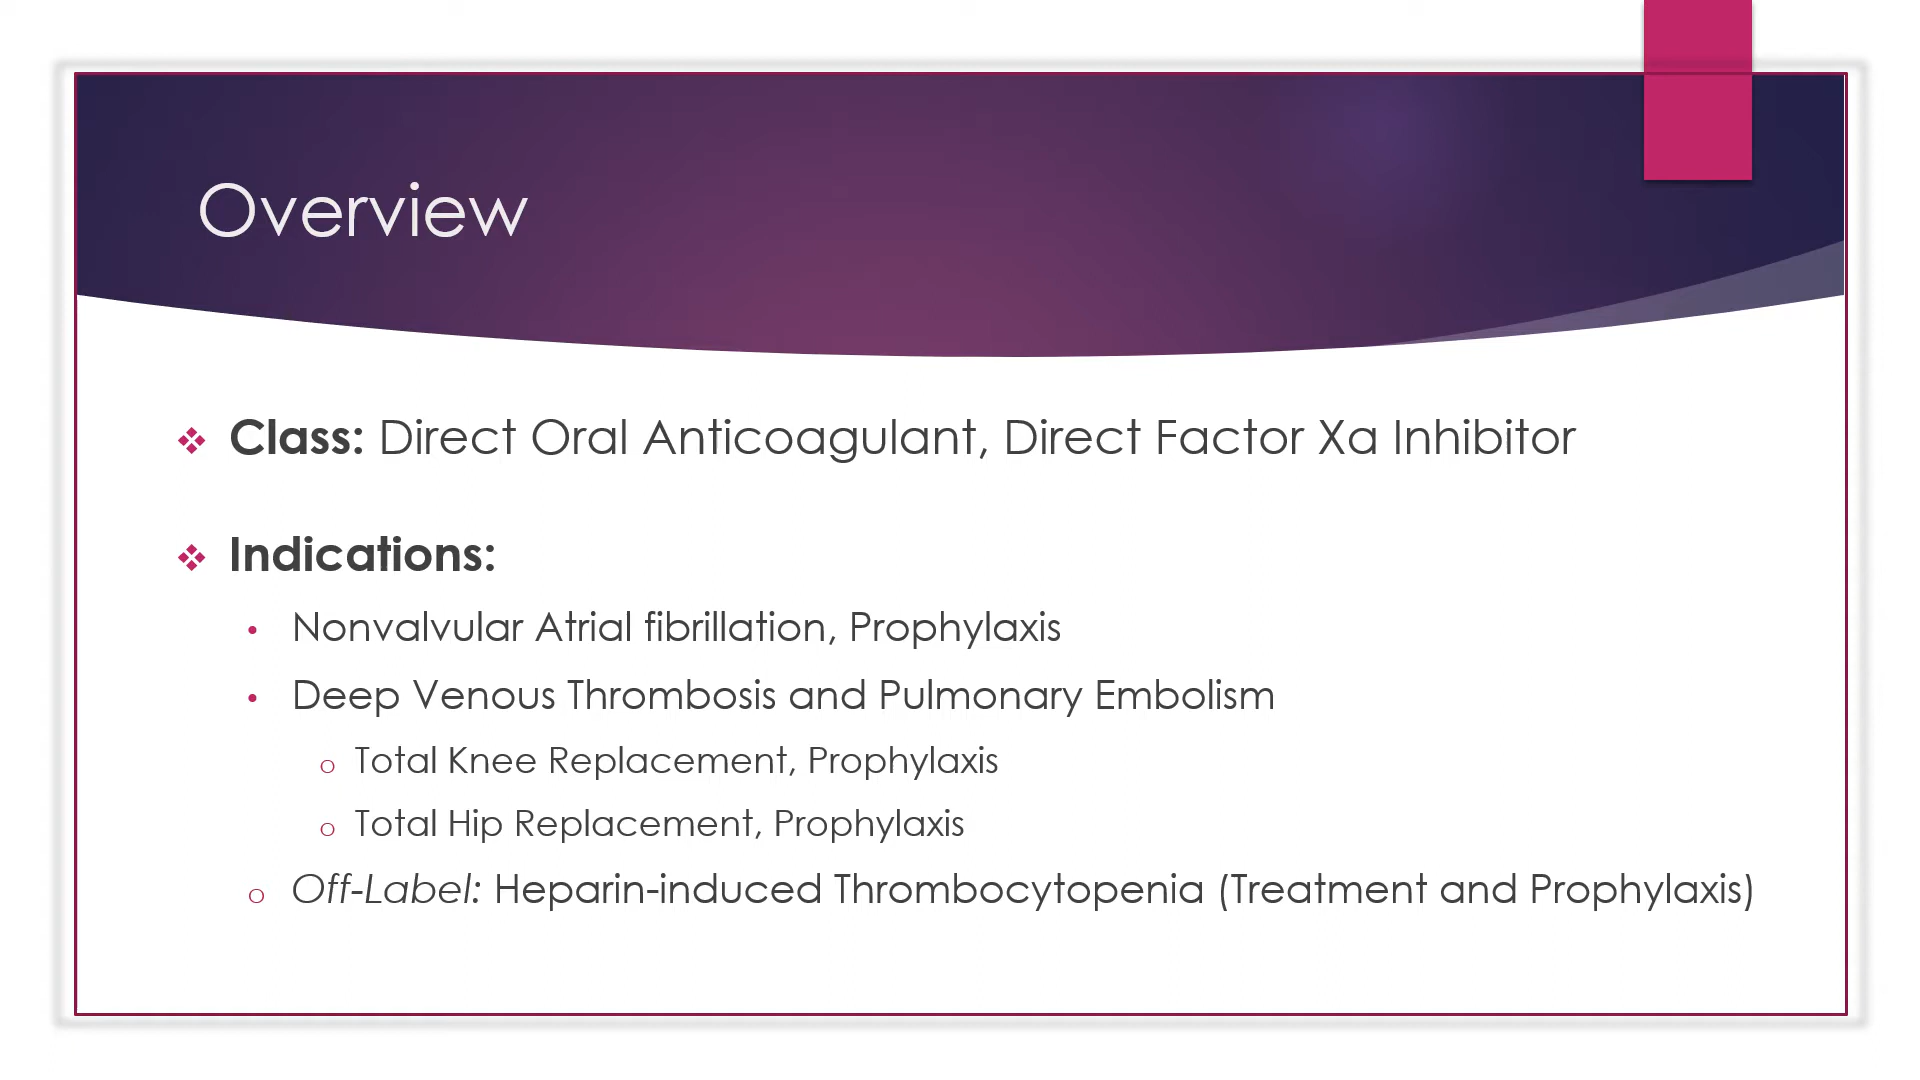 Overview
Class: Direct Oral Anticoagulant, Direct Factor Xa Inhibitor
Indications:
Nonvalvular Atrial fibrillation, Prophylaxis
Deep Venous Thrombosis and Pulmonary Embolism
Total Knee Replacement, Prophylaxis
Total Hip Replacement, Prophylaxis
Off-Label: Heparin-induced Thrombocytopenia (Treatment and Prophylaxis)